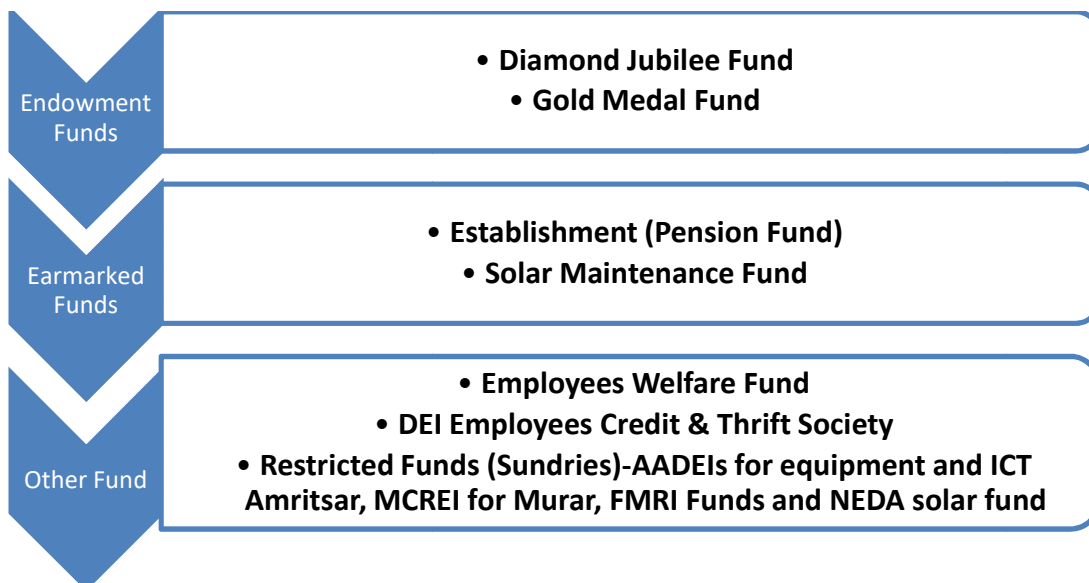 Endowment
Funds
• Diamond Jubilee Fund
• Gold Medal Fund
Earmarked
Funds
• Establishment (Pension Fund)
• Solar Maintenance Fund
Other Fund
• Employees Welfare Fund
• DEI Employees Credit & Thrift Society
• Restricted Funds (Sundries)-AADEIs for equipment and ICT
Amritsar, MCREI for Murar, FMRI Funds and NEDA solar fund